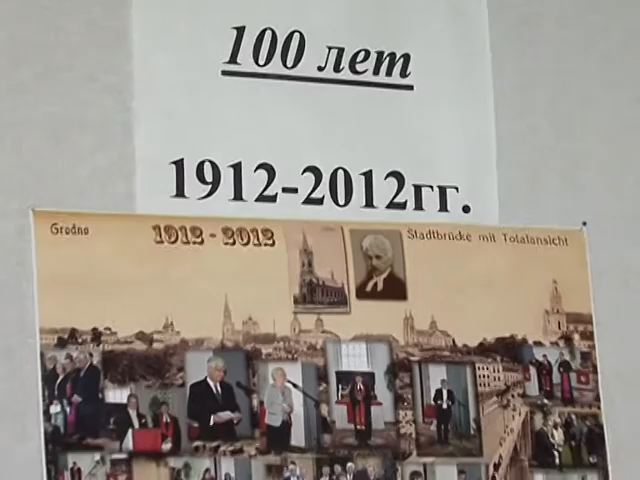 100 лет
1912-2012гг.
Grodno
1912 - 2012
Stadtbrücke mit Totalansicht